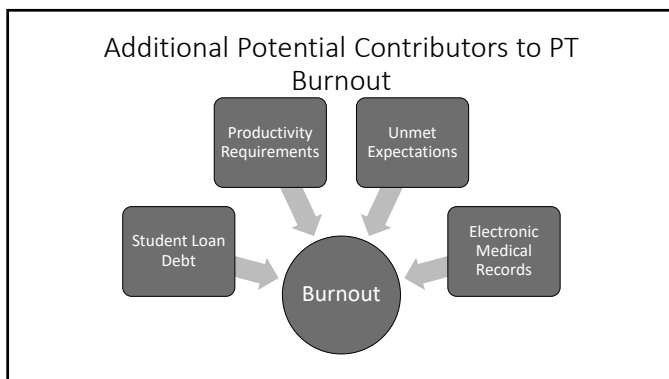 Additional Potential Contributors to PT
Burnout
Productivity
Requirements
Unmet
Expectations
Student Loan
Debt
Electronic
Medical
Records
Burnout